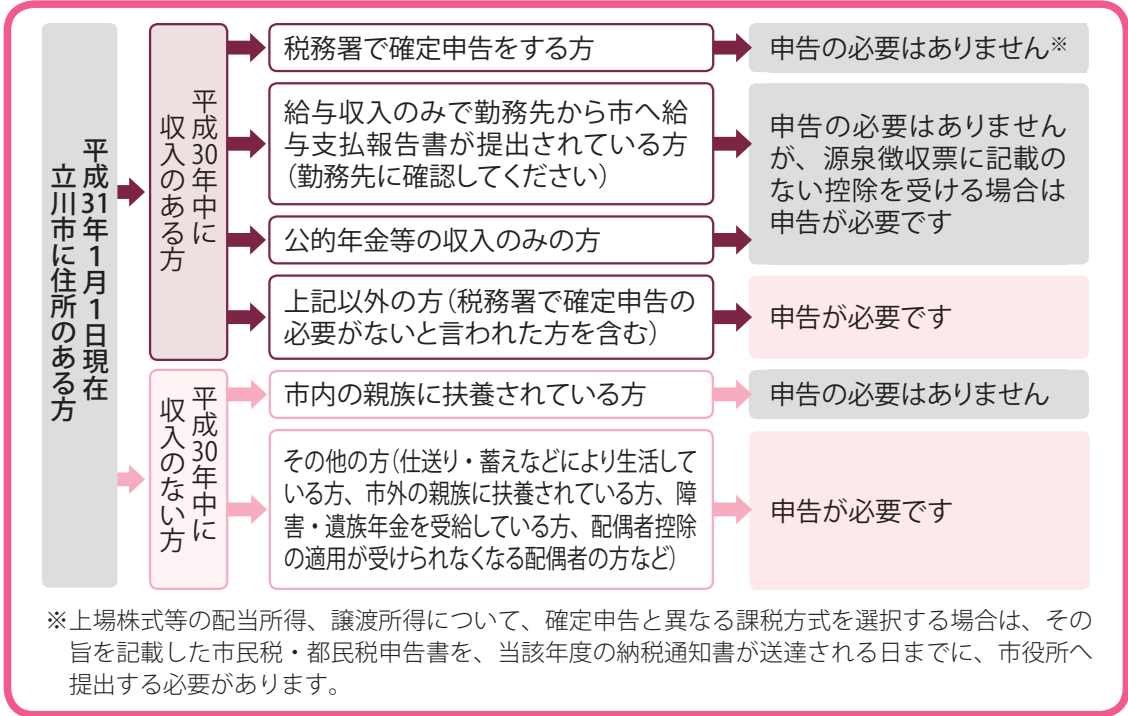 平成31年1月1日現在
立川市に住所のある方
平成30年中に
収入のある方
税務署で確定申告をする方
申告の必要はありません※
給与収入のみで勤務先から市へ給
与支払報告書が提出されている方
（勤務先に確認してください）
公的年金等の収入のみの方
申告の必要はありません
が、源泉徴収票に記載の
ない控除を受ける場合は
申告が必要です
上記以外の方（税務署で確定申告の
必要がないと言われた方を含む）
申告が必要です
平成30年中に
収入のない方
市内の親族に扶養されている方
申告の必要はありません
その他の方（仕送り・蓄えなどにより生活して
いる方、市外の親族に扶養されている方、障
害・遺族年金を受給している方、配偶者控除
の適用が受けられなくなる配偶者の方など）
申告が必要です
※上場株式等の配当所得、譲渡所得について、確定申告と異なる課税方式を選択する場合は、その
旨を記載した市民税・都民税申告書を、当該年度の納税通知書が送達される日までに、市役所へ
提出する必要があります。